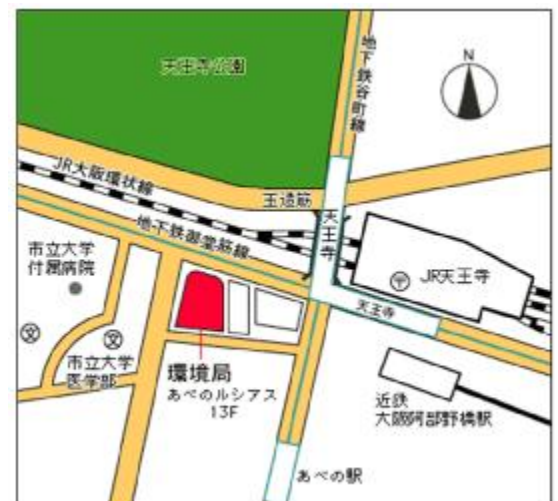 天王寺公園
地下鉄谷町線
N
JR大阪環状線
玉造筋
地下鉄御堂筋線
天王寺
市立大学
付属病院
JR天王寺
天王寺
市立大学
医学部
環境局
あべのルシアス
13F
近鉄
大阪阿部野橋駅
あべの駅